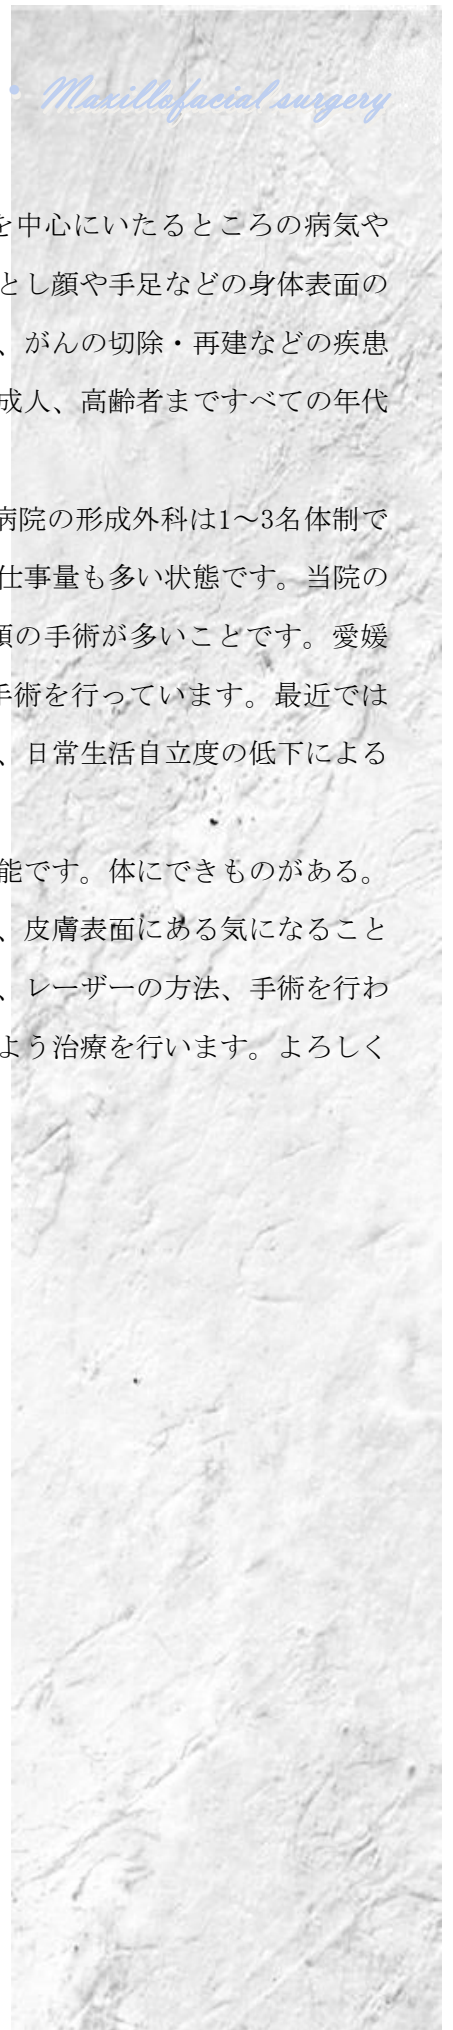 • Maxillofacial surgery
を中心にいたるところの病気や
とし顔や手足などの身体表面の
、がんの切除・再建などの疾患
成人、高齢者まですべての年代
病院の形成外科は1～3名体制で
仕事量も多い状態です。当院の
頭の手術が多いことです。愛媛
手術を行っています。最近では
、日常生活自立度の低下による
能です。体にできものがある。
、皮膚表面にある気になること
、レーザーの方法、手術を行わ
よう治療を行います。よろしく